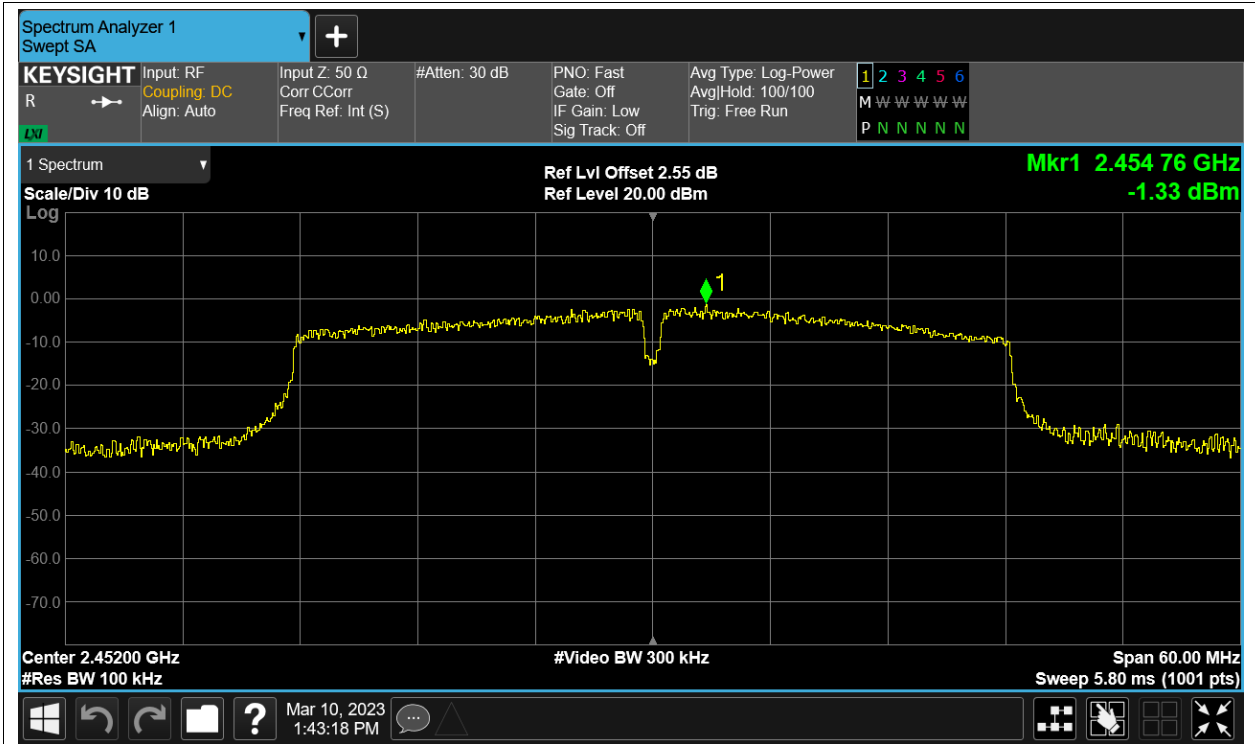 Spectrum Analyzer 1
Swept SA
KEYSIGHT
R
LXI
Input: RF
Coupling: DC
Align: Auto
Input Z: 50 Ω
Corr CCorr
Freq Ref: Int (S)
#Atten: 30 dB
PNO: Fast
Gate: Off
IF Gain: Low
Sig Track: Off
Avg Type: Log-Power
Avg|Hold: 100/100
Trig: Free Run
1 2 3 4 5 6
M W W W W W
P N N N N N
1 Spectrum
Scale/Div 10 dB
Ref Lvl Offset 2.55 dB
Ref Level 20.00 dBm
Mkr1 2.454 76 GHz
-1.33 dBm
Log
10.0
0.00
-10.0
-20.0
-30.0
-40.0
-50.0
-60.0
-70.0
1
Center 2.45200 GHz
#Res BW 100 kHz
#Video BW 300 kHz
Span 60.00 MHz
Sweep 5.80 ms (1001 pts)
?
Mar 10, 2023
1:43:18 PM